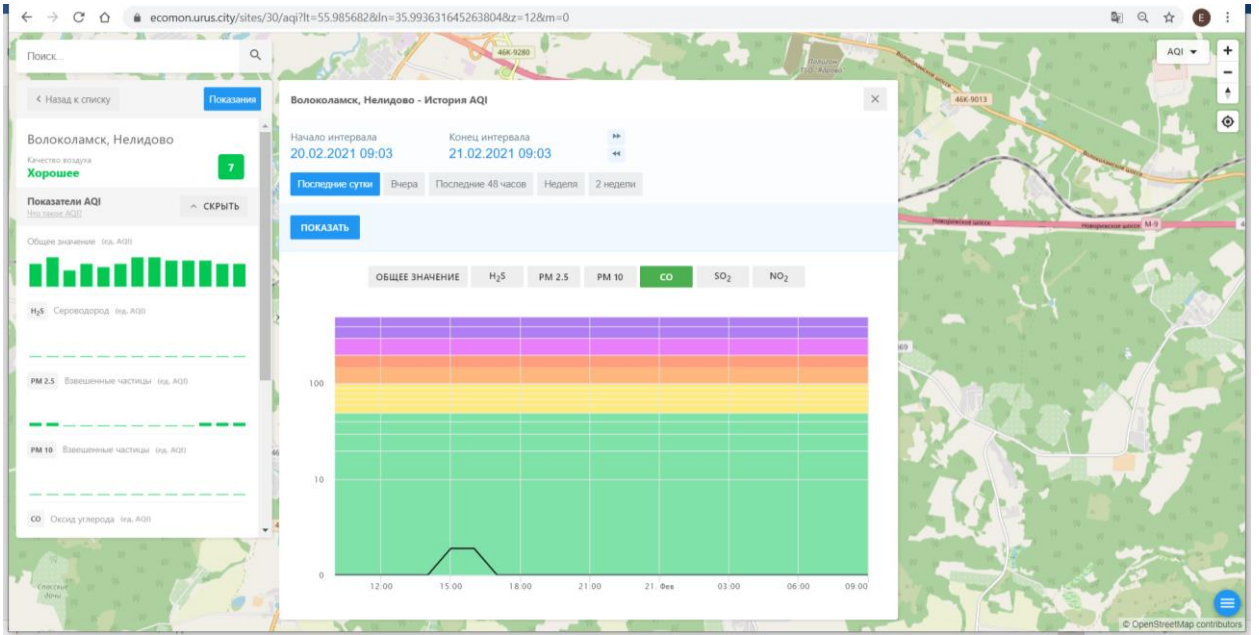 ecomon.urus.city/sites/30/aqi?lt=55.985682&ln=35.993631645263804&z=12&m=0
E
Поиск...
46К-9280
AQI
+
−
< Назад к списку
Показания
Волоколамск, Нелидово - История AQI
×
46К-9013
Волоколамск, Нелидово
Качество воздуха
Хорошее
7
Начало интервала
Конец интервала
20.02.2021 09:03
21.02.2021 09:03
Последние сутки
Вчера
Последние 48 часов
Неделя
2 недели
Показатели AQI
Что такое AQI?
СКРЫТЬ
ПОКАЗАТЬ
Новорижское шоссе
Новорижское шоссе
М-9
Общее значение (ед. AQI)
ОБЩЕЕ ЗНАЧЕНИЕ
H₂S
PM 2.5
PM 10
CO
SO₂
NO₂
H₂S Сероводород (ед. AQI)
PM 2.5 Взвешенные частицы (ед. AQI)
PM 10 Взвешенные частицы (ед. AQI)
CO Оксид углерода (ед. AQI)
100
10
0
12:00
15:00
18:00
21:00
21. Фев
03:00
06:00
09:00
© OpenStreetMap contributors